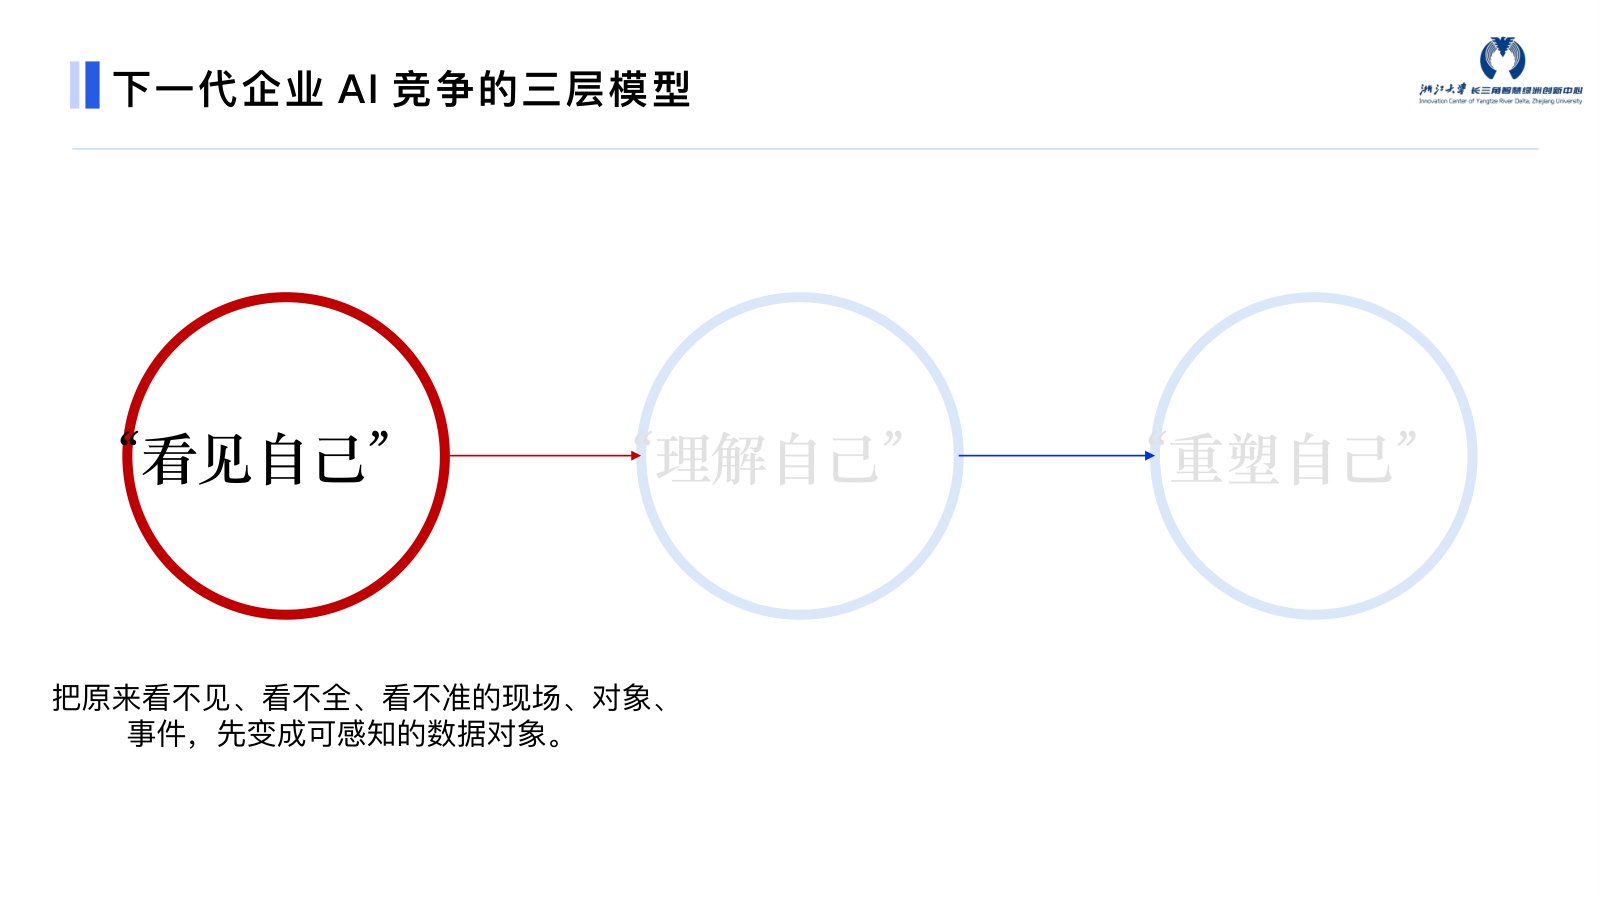 下一代企业 AI 竞争的三层模型
浙江大学 长三角智慧绿洲创新中心
Innovation Center of Yangtze River Delta, Zhejiang University
“看见自己”
“理解自己”
“重塑自己”
把原来看不见、看不全、看不准的现场、对象、
事件，先变成可感知的数据对象。